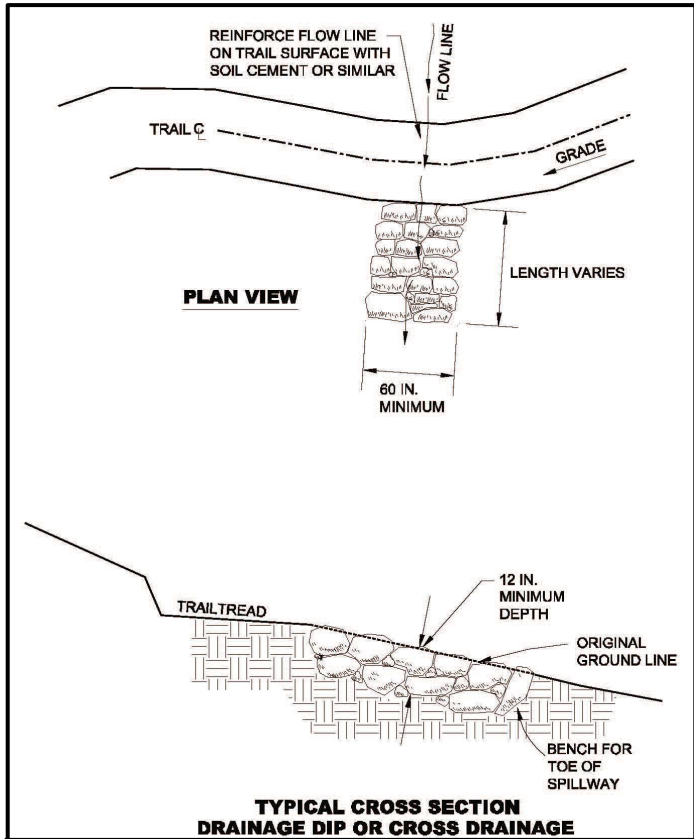 REINFORCE FLOW LINE
ON TRAIL SURFACE WITH
SOIL CEMENT OR SIMILAR
FLOW LINE
TRAIL ℄
GRADE
LENGTH VARIES
PLAN VIEW
60 IN.
MINIMUM
12 IN.
MINIMUM
DEPTH
TRAILTREAD
ORIGINAL
GROUND LINE
BENCH FOR
TOE OF
SPILLWAY
TYPICAL CROSS SECTION
DRAINAGE DIP OR CROSS DRAINAGE